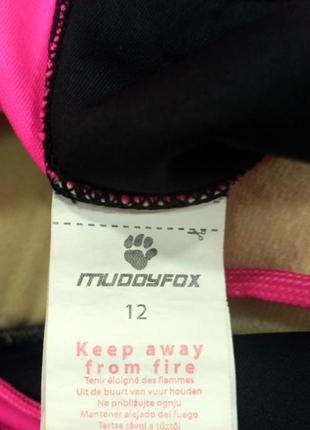 MUDDYFOX
12
Keep away
from fire
Tenir éloigné des flammes
Uit de buurt van vuur houden
Ne približujte ognju
Mantener alejado del fuego
Tartsa távol a tűztől